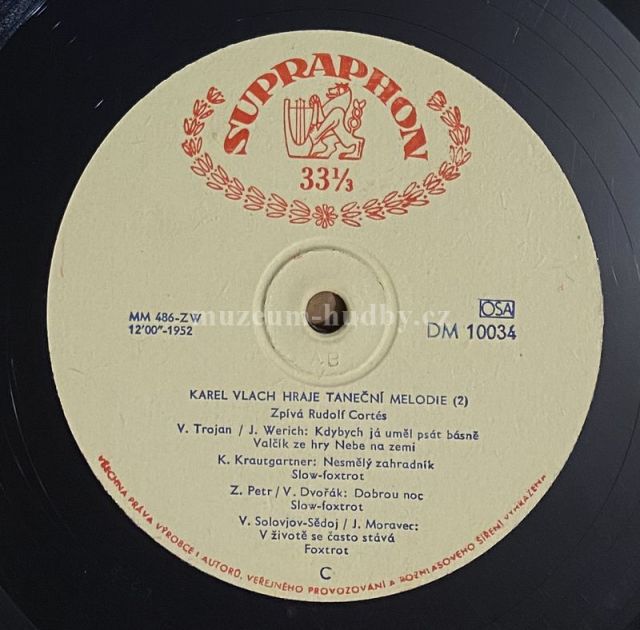 SUPRAPHON
33⅓
MM 486-ZW
12'00"-1952
OSA
DM 10034
muzeum-hudby.cz
B
KAREL VLACH HRAJE TANEČNÍ MELODIE (2)
Zpívá Rudolf Cortés
V. Trojan / J. Werich: Kdybych já uměl psát básně
Valčík ze hry Nebe na zemi
K. Krautgartner: Nesmělý zahradník
Slow-foxtrot
Z. Petr / V. Dvořák: Dobrou noc
Slow-foxtrot
V. Solovjov-Sědoj / J. Moravec:
V životě se často stává
Foxtrot
C
VŠECHNA PRÁVA VÝROBCE I AUTORŮ, VEŘEJNÉHO PROVOZOVÁNÍ A ROZHLASOVÉHO ŠÍŘENÍ VYHRAZENA